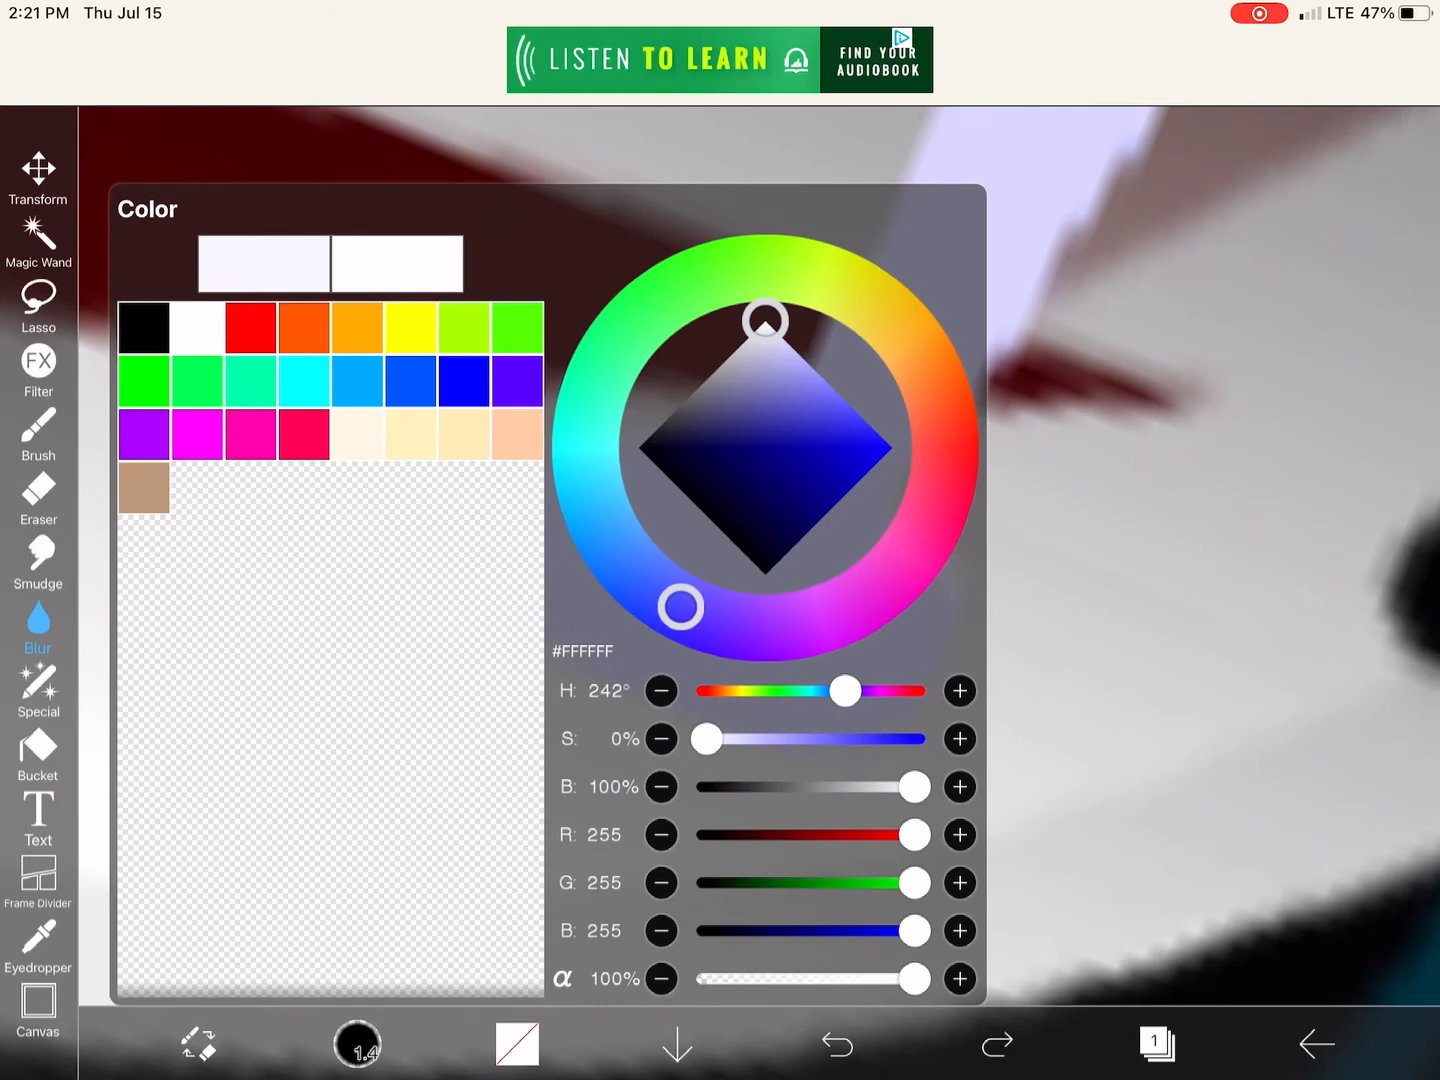 2:21 PM Thu Jul 15
LTE 47%
LISTEN TO LEARN
FIND YOUR
AUDIOBOOK
Transform
Magic Wand
Lasso
FX
Filter
Brush
Eraser
Smudge
Blur
Special
Bucket
T
Text
Frame Divider
Eyedropper
Canvas
Color
#FFFFFF
H: 242°
S: 0%
B: 100%
R: 255
G: 255
B: 255
α 100%
1.4
1